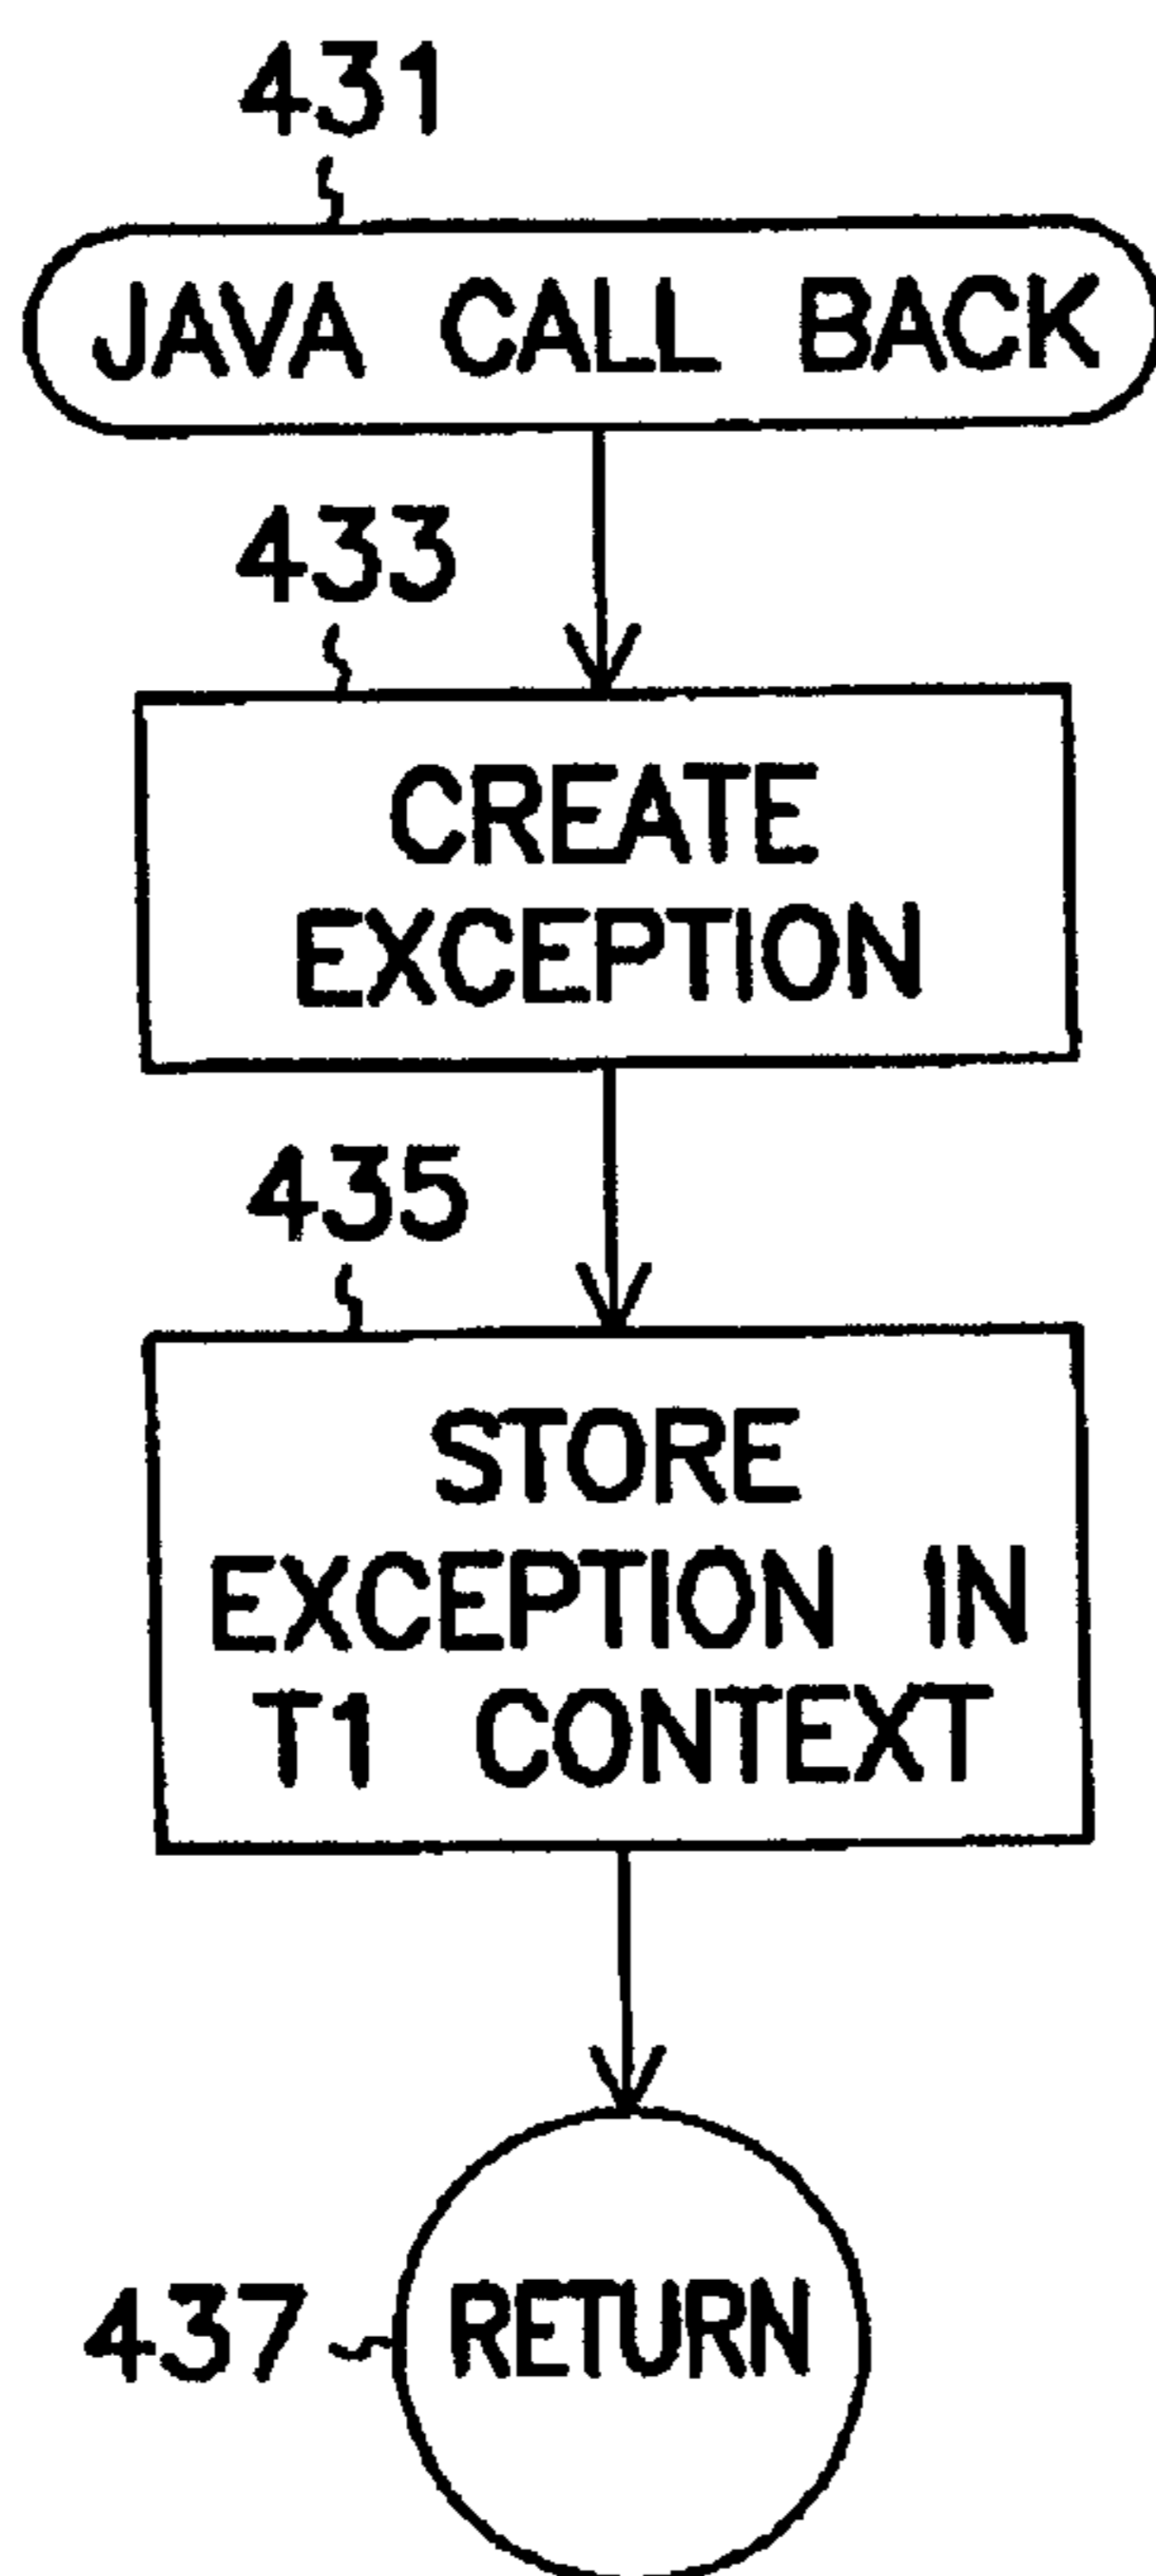 431
JAVA CALL BACK
433
CREATE
EXCEPTION
435
STORE
EXCEPTION IN
T1 CONTEXT
437
RETURN